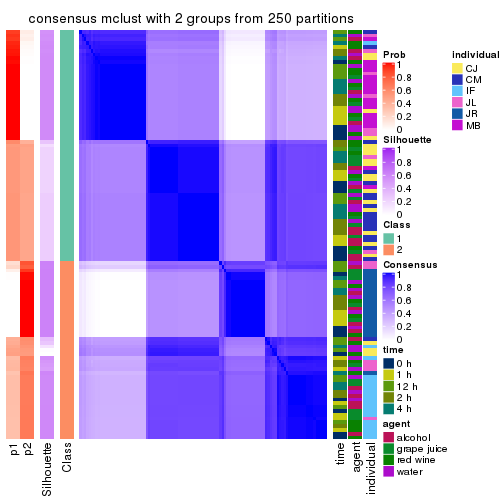 consensus mclust with 2 groups from 250 partitions
Prob
1
0.8
0.6
0.4
0.2
0
Silhouette
1
0.8
0.6
0.4
0.2
0
Class
1
2
Consensus
1
0.8
0.6
0.4
0.2
0
time
0 h
1 h
12 h
2 h
4 h
agent
alcohol
grape juice
red wine
water
individual
CJ
CM
IF
JL
JR
MB
p1
p2
Silhouette
Class
time
agent
individual